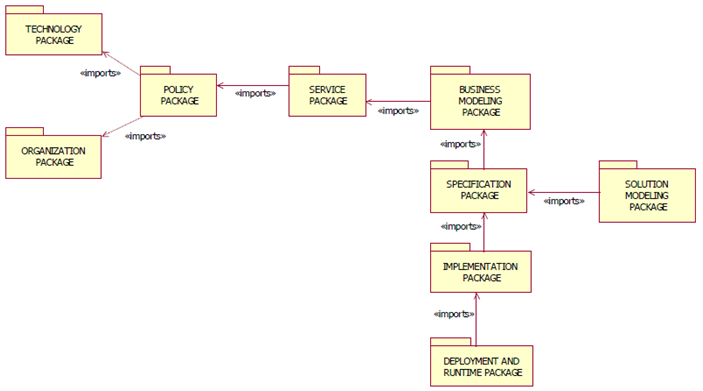 TECHNOLOGY
PACKAGE
«imports»
POLICY
PACKAGE
«imports»
SERVICE
PACKAGE
«imports»
BUSINESS
MODELING
PACKAGE
«imports»
ORGANIZATION
PACKAGE
«imports»
SPECIFICATION
PACKAGE
«imports»
SOLUTION
MODELING
PACKAGE
«imports»
IMPLEMENTATION
PACKAGE
«imports»
DEPLOYMENT AND
RUNTIME PACKAGE